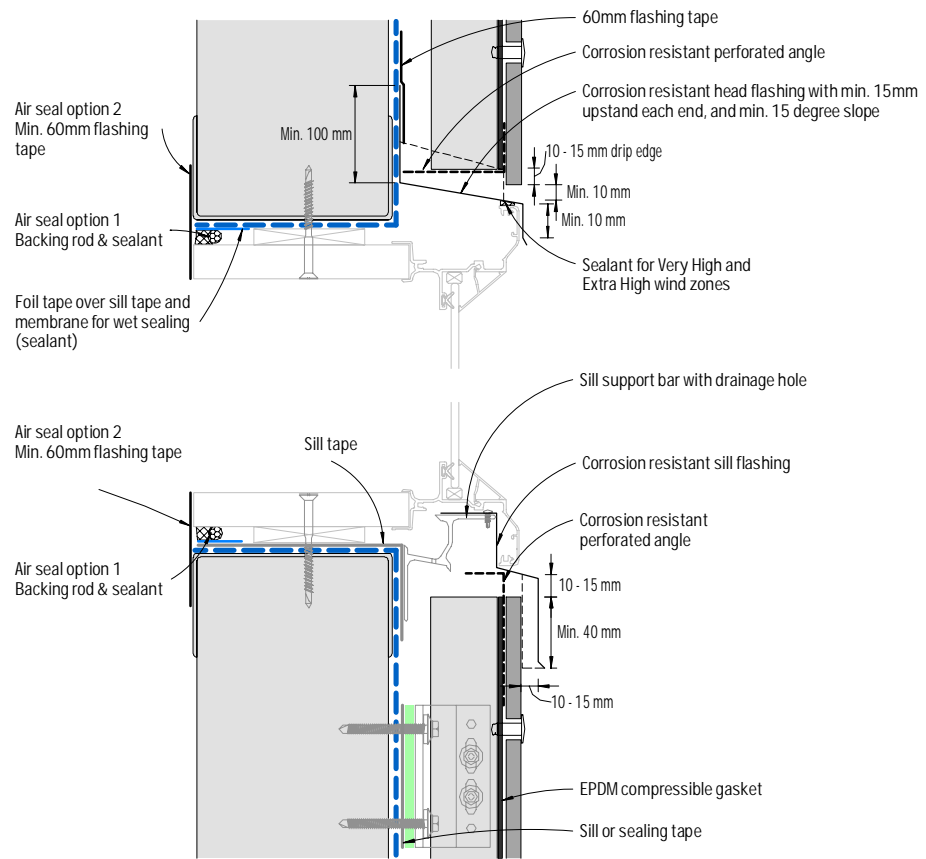 60mm flashing tape
Corrosion resistant perforated angle
Corrosion resistant head flashing with min. 15mm
upstand each end, and min. 15 degree slope
Air seal option 2
Min. 60mm flashing
tape
Min. 100 mm
10 - 15 mm drip edge
Min. 10 mm
Min. 10 mm
Air seal option 1
Backing rod & sealant
Sealant for Very High and
Extra High wind zones
Foil tape over sill tape and
membrane for wet sealing
(sealant)
Sill support bar with drainage hole
Air seal option 2
Min. 60mm flashing tape
Sill tape
Corrosion resistant sill flashing
Corrosion resistant
perforated angle
Air seal option 1
Backing rod & sealant
10 - 15 mm
Min. 40 mm
10 - 15 mm
EPDM compressible gasket
Sill or sealing tape